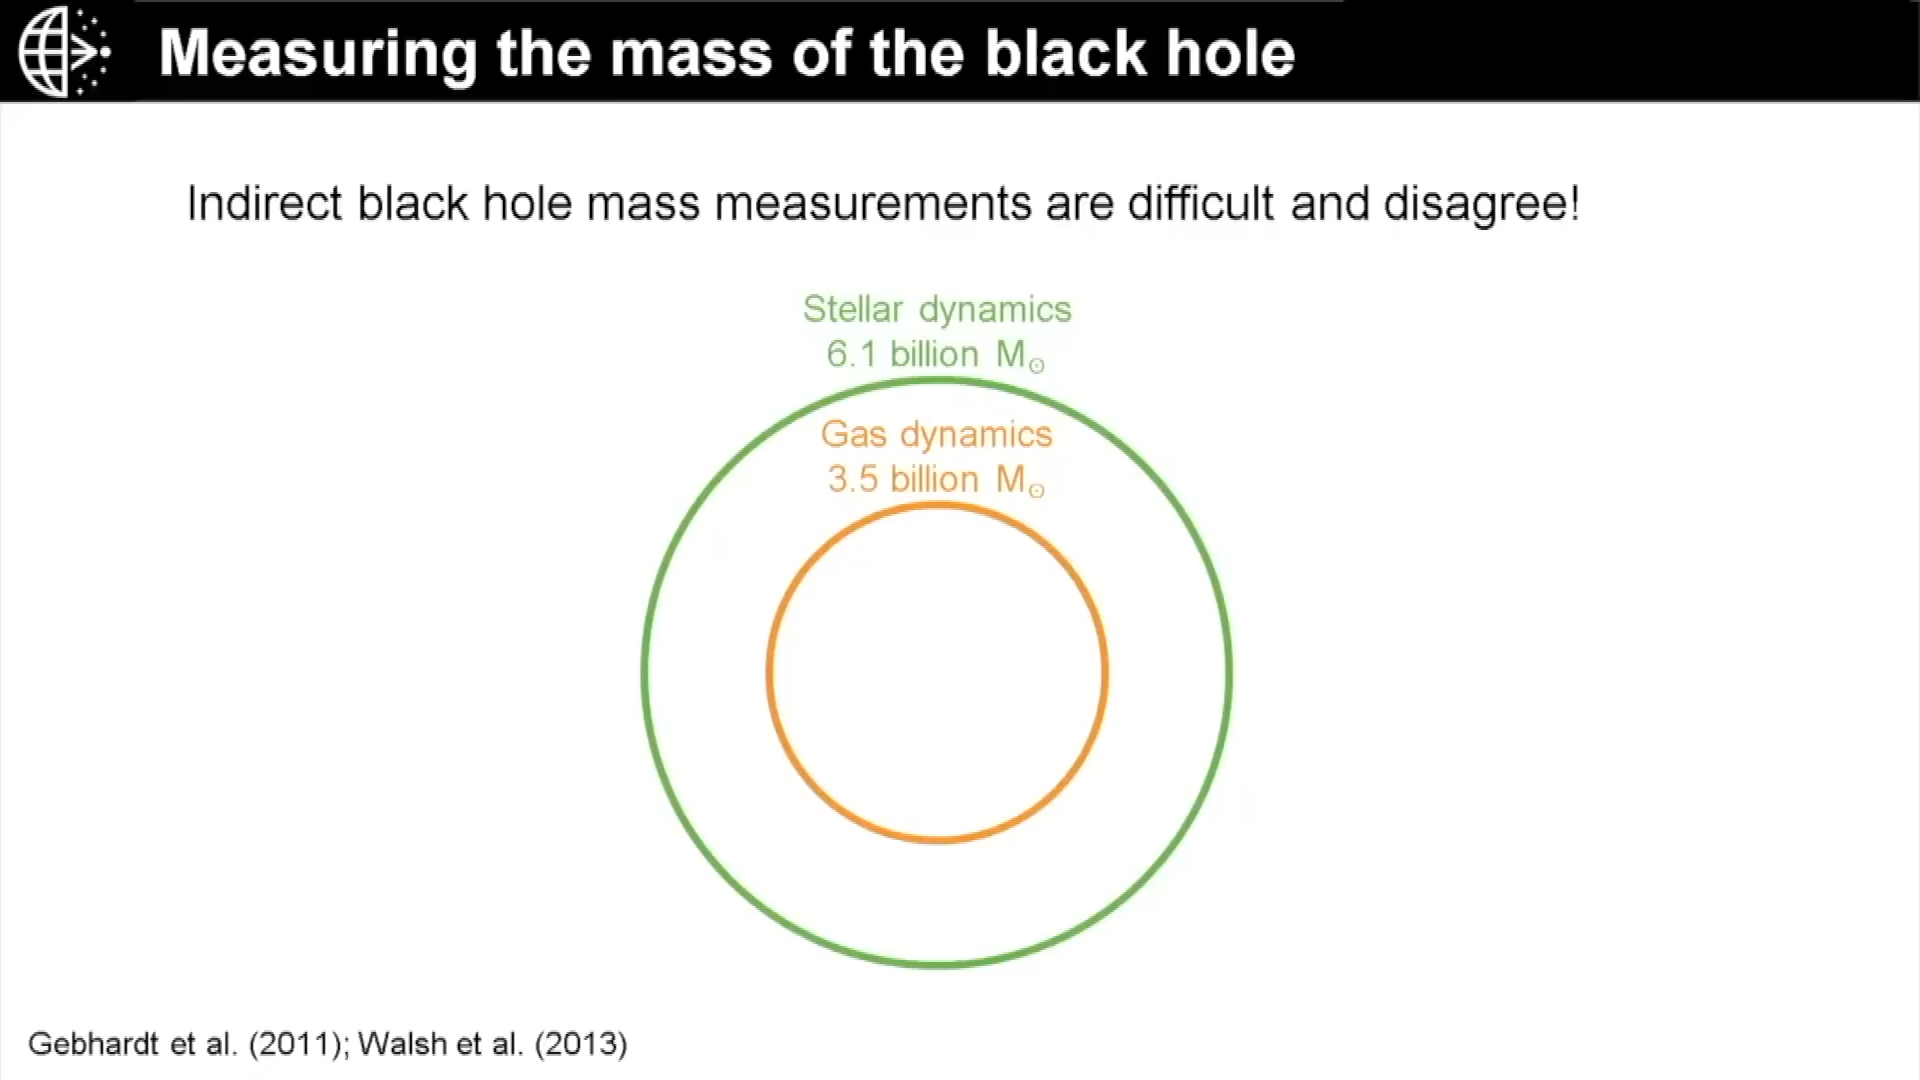 Measuring the mass of the black hole
Indirect black hole mass measurements are difficult and disagree!
Stellar dynamics
6.1 billion M☉
Gas dynamics
3.5 billion M☉
Gebhardt et al. (2011); Walsh et al. (2013)